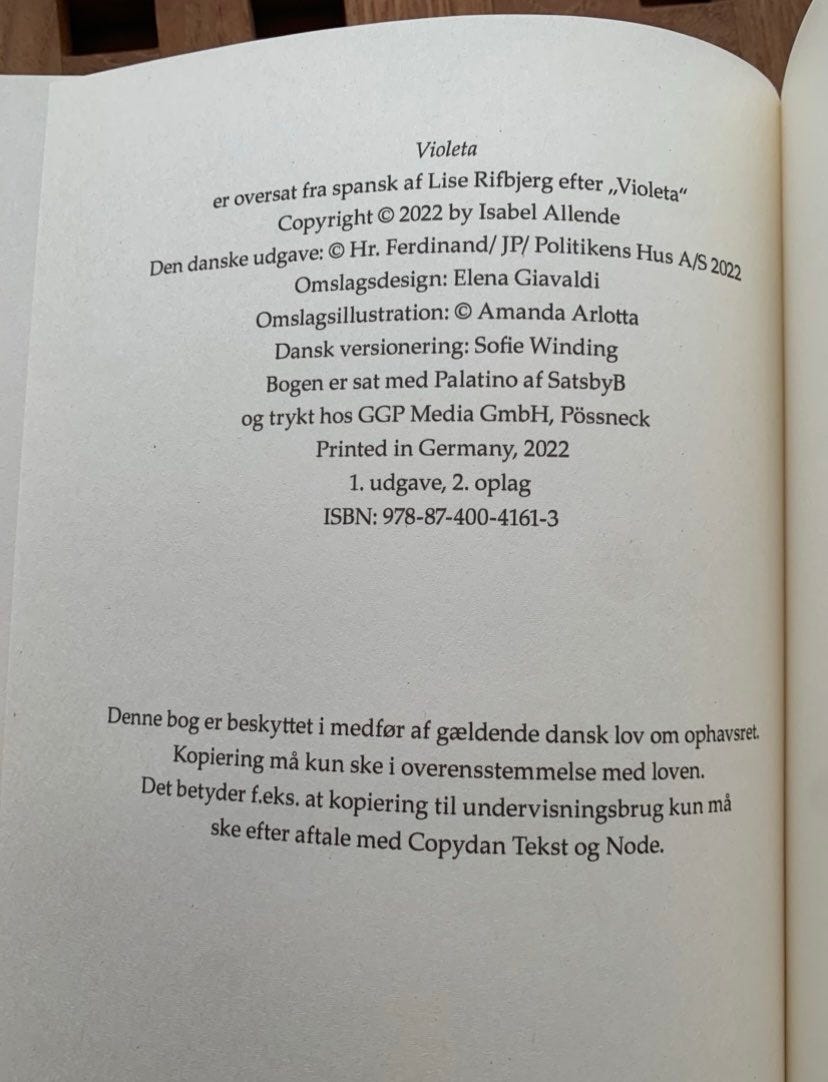 Violeta
er oversat fra spansk af Lise Rifbjerg efter „Violeta“
Copyright © 2022 by Isabel Allende
Den danske udgave: © Hr. Ferdinand/ JP/ Politikens Hus A/S 2022
Omslagsdesign: Elena Giavaldi
Omslagsillustration: © Amanda Arlotta
Dansk versionering: Sofie Winding
Bogen er sat med Palatino af SatsbyB
og trykt hos GGP Media GmbH, Pössneck
Printed in Germany, 2022
1. udgave, 2. oplag
ISBN: 978-87-400-4161-3
Denne bog er beskyttet i medfør af gældende dansk lov om ophavsret.
Kopiering må kun ske i overensstemmelse med loven.
Det betyder f.eks. at kopiering til undervisningsbrug kun må
ske efter aftale med Copydan Tekst og Node.